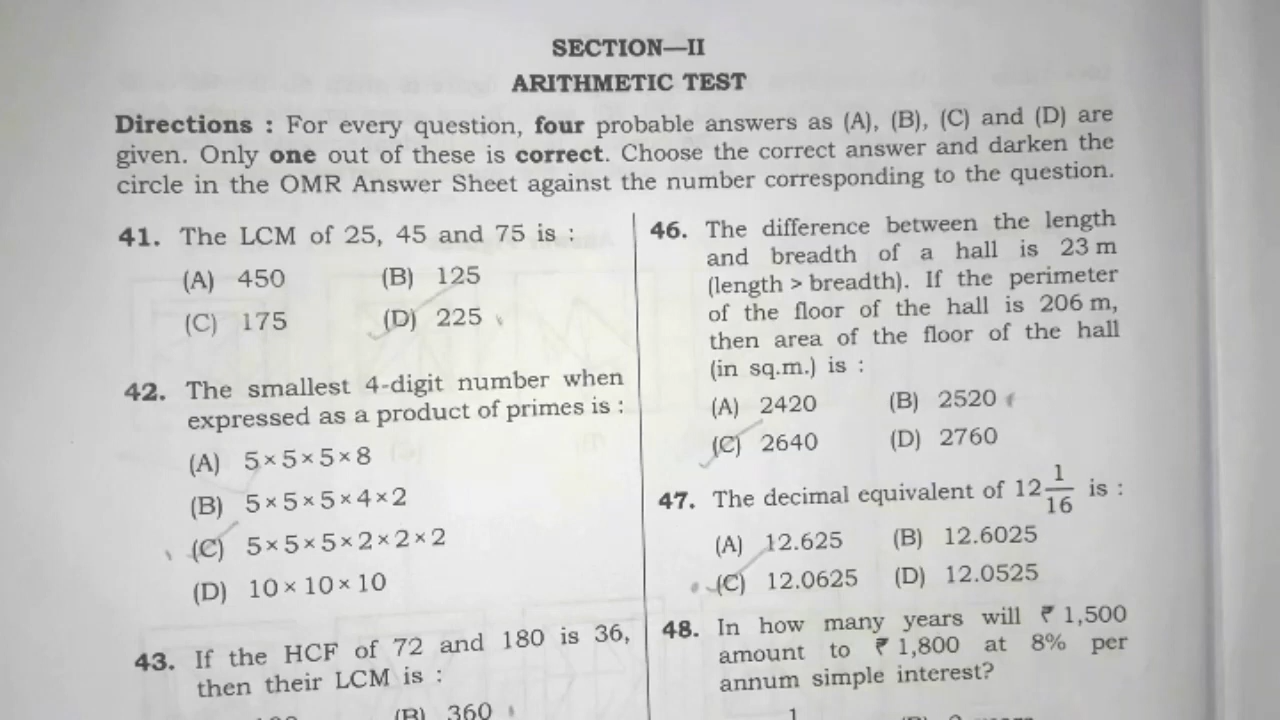 SECTION—II
ARITHMETIC TEST
Directions : For every question, four probable answers as (A), (B), (C) and (D) are
given. Only one out of these is correct. Choose the correct answer and darken the
circle in the OMR Answer Sheet against the number corresponding to the question.
41. The LCM of 25, 45 and 75 is :
(A) 450 (B) 125
(C) 175 (D) 225
42. The smallest 4-digit number when
expressed as a product of primes is :
(A) 5×5×5×8
(B) 5×5×5×4×2
(C) 5×5×5×2×2×2
(D) 10×10×10
43. If the HCF of 72 and 180 is 36,
then their LCM is :
(B) 360
46. The difference between the length
and breadth of a hall is 23 m
(length > breadth). If the perimeter
of the floor of the hall is 206 m,
then area of the floor of the hall
(in sq.m.) is :
(A) 2420 (B) 2520
(C) 2640 (D) 2760
47. The decimal equivalent of 12 1/16 is :
(A) 12.625 (B) 12.6025
(C) 12.0625 (D) 12.0525
48. In how many years will ₹ 1,500
amount to ₹ 1,800 at 8% per
annum simple interest?